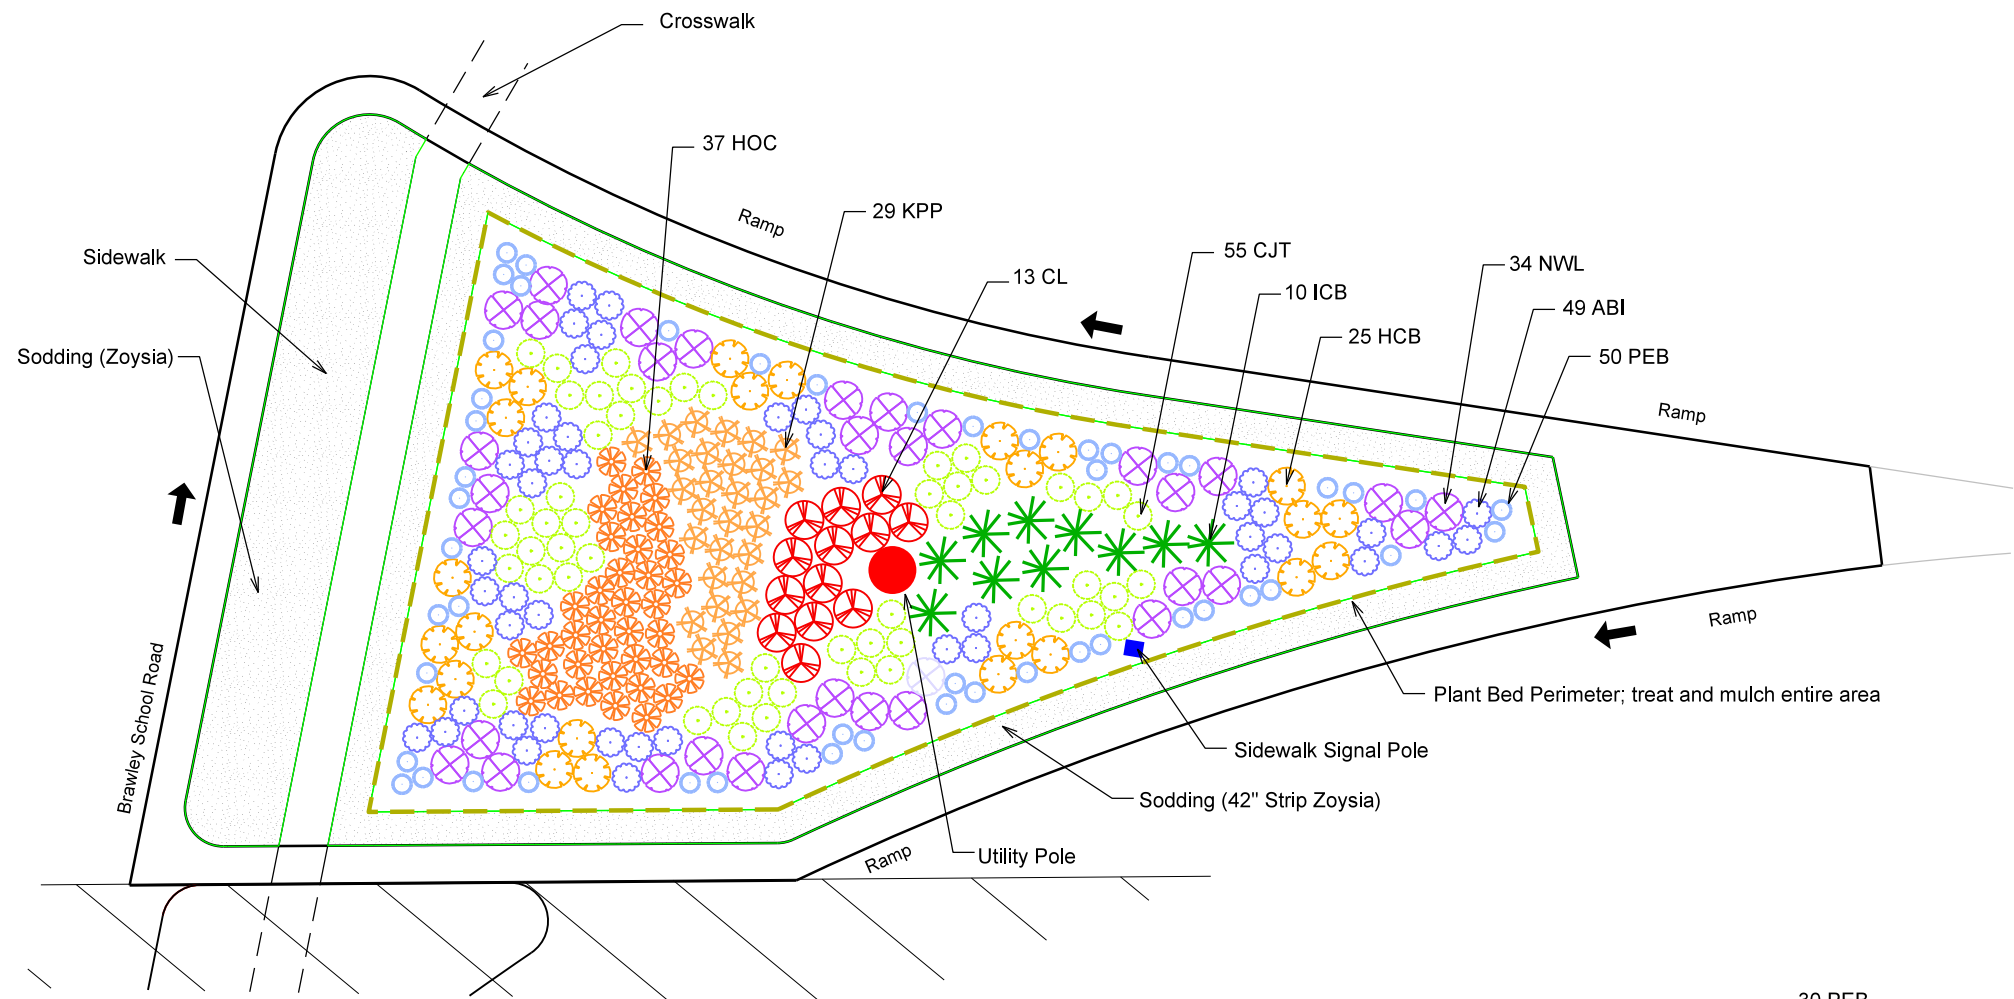 Crosswalk
37 HOC
29 KPP
Ramp
Sidewalk
55 CJT
34 NWL
13 CL
10 ICB
49 ABI
25 HCB
Sodding (Zoysia)
50 PEB
Ramp
Ramp
Brawley School Road
Plant Bed Perimeter; treat and mulch entire area
Sidewalk Signal Pole
Sodding (42" Strip Zoysia)
Ramp
Utility Pole
30 PEB